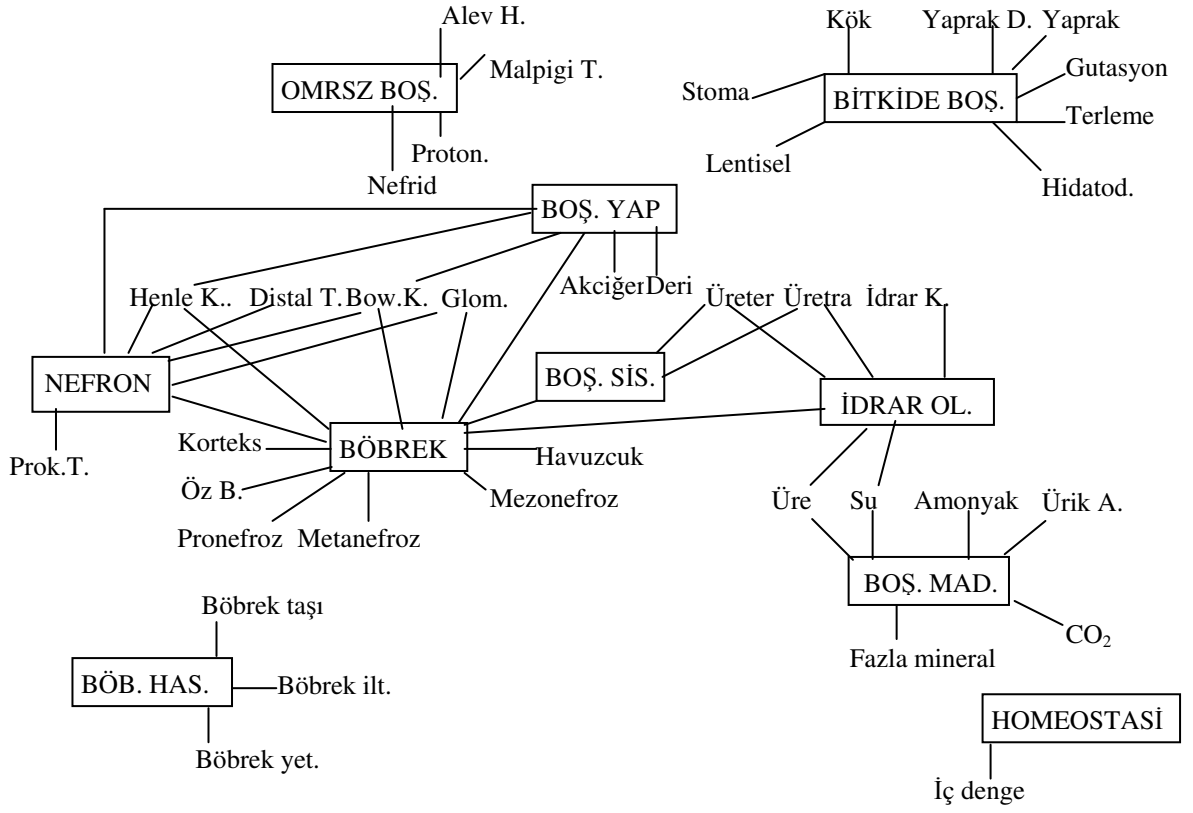 Alev H.
Kök
Yaprak D.
Yaprak
Malpigi T.
Gutasyon
OMRSZ BOŞ.
Stoma
BİTKİDE BOŞ.
Terleme
Proton.
Lentisel
Nefrid
Hidatod.
BOŞ. YAP
Akciğer
Deri
Henle K..
Distal T.
Bow.K.
Glom.
Üreter
Üretra
İdrar K.
NEFRON
BOŞ. SİS.
İDRAR OL.
Korteks
BÖBREK
Havuzcuk
Prok.T.
Öz B.
Mezonefroz
Üre
Su
Amonyak
Ürik A.
Pronefroz
Metanefroz
BOŞ. MAD.
Böbrek taşı
CO₂
Fazla mineral
BÖB. HAS.
Böbrek ilt.
HOMEOSTASİ
Böbrek yet.
İç denge